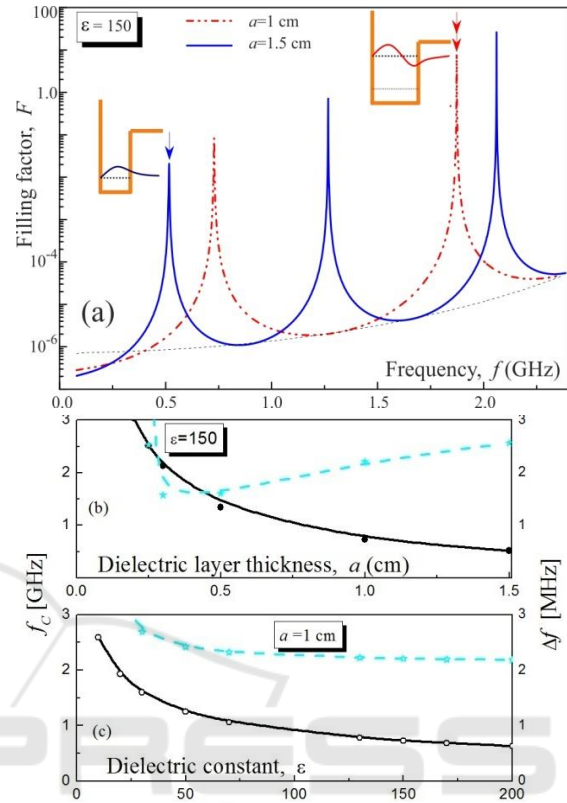 ε = 150
a=1 cm
a=1.5 cm
100
1.0
10-4
10-6
Filling factor, F
(a)
Frequency, f (GHz)
0.0
0.5
1.0
1.5
2.0
3
2
1
3
2
1
0
ε=150
(b)
Dielectric layer thickness, a (cm)
0.0
0.5
1.0
1.5
fC [GHz]
Δf [MHz]
3
2
1
0
3
2
1
0
a =1 cm
(c)
Dielectric constant, ε
0
50
100
150
200
PRESS